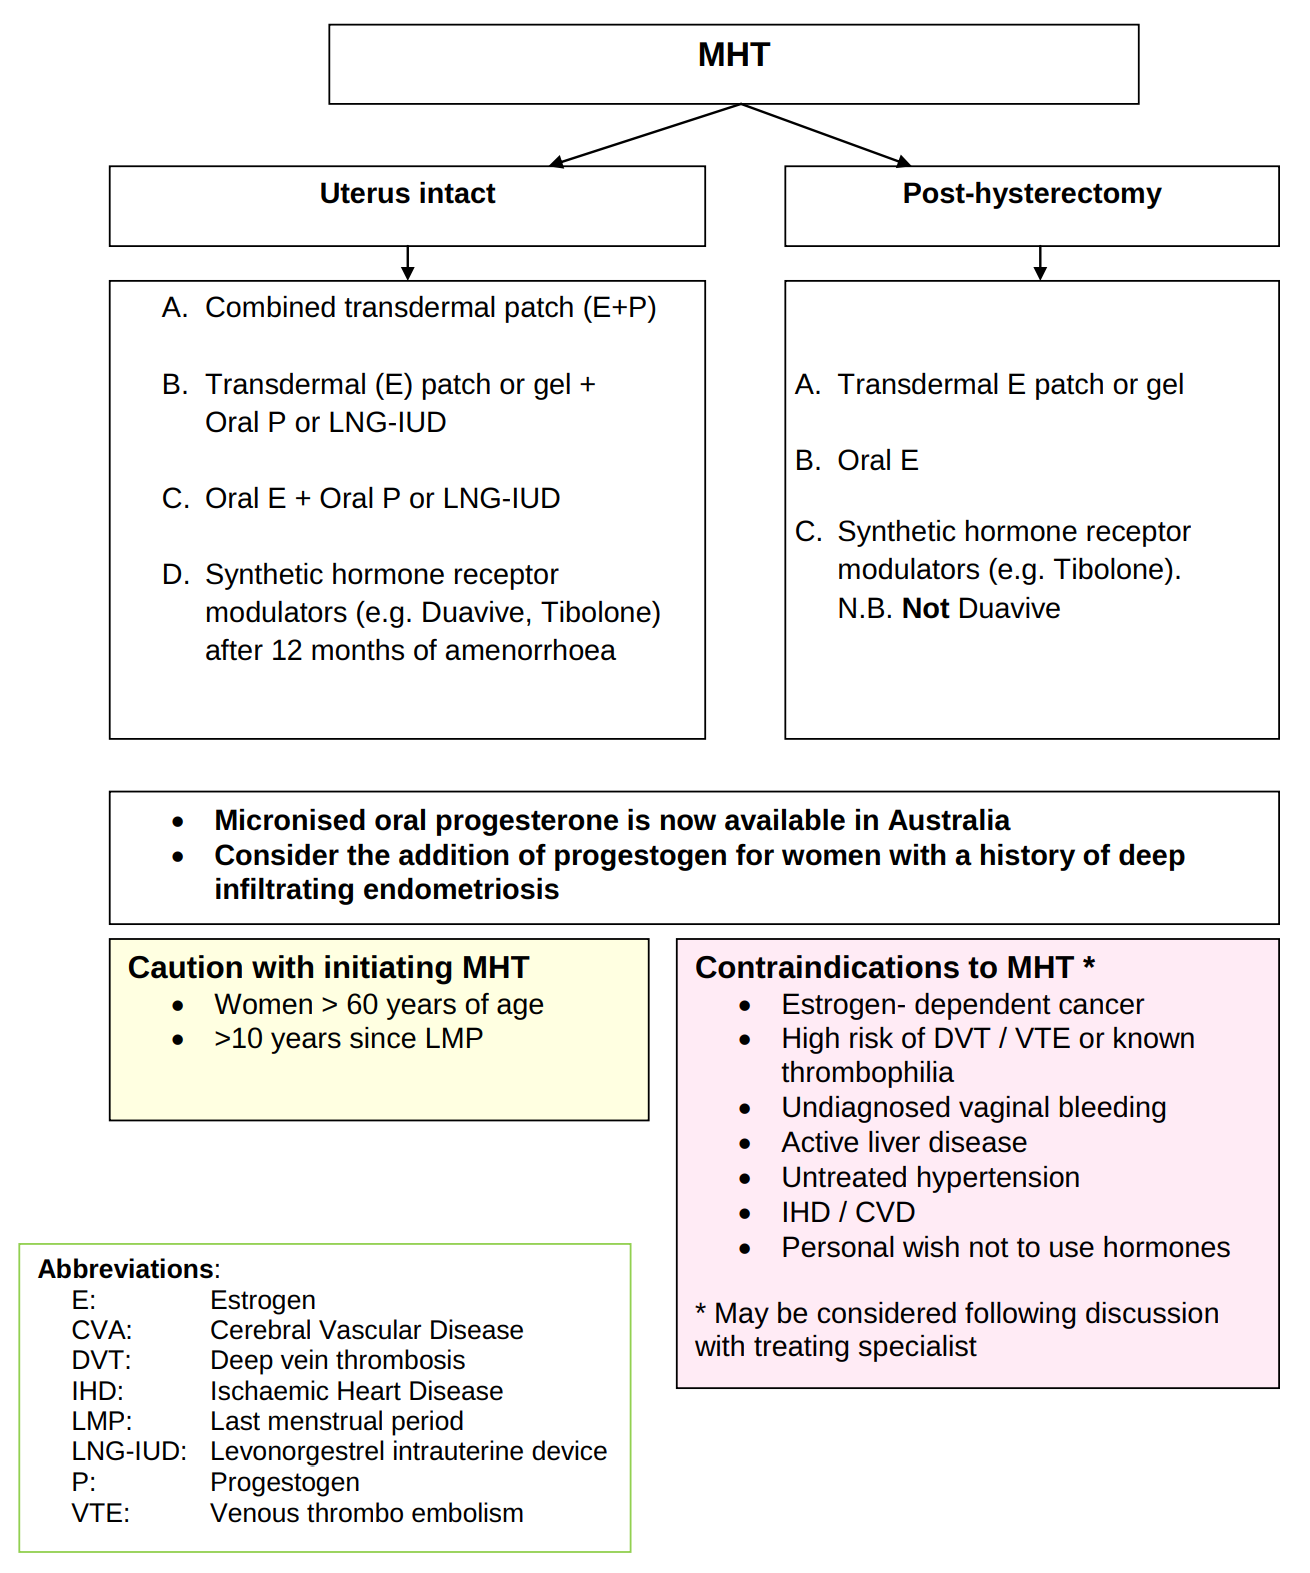 MHT
Uterus intact
A. Combined transdermal patch (E+P)
B. Transdermal (E) patch or gel +
Oral P or LNG-IUD
C. Oral E + Oral P or LNG-IUD
D. Synthetic hormone receptor
modulators (e.g. Duavive, Tibolone)
after 12 months of amenorrhoea
Post-hysterectomy
A. Transdermal E patch or gel
B. Oral E
C. Synthetic hormone receptor
modulators (e.g. Tibolone).
N.B. Not Duavive
• Micronised oral progesterone is now available in Australia
• Consider the addition of progestogen for women with a history of deep
infiltrating endometriosis
Caution with initiating MHT
• Women > 60 years of age
• >10 years since LMP
Contraindications to MHT *
• Estrogen- dependent cancer
• High risk of DVT / VTE or known
thrombophilia
• Undiagnosed vaginal bleeding
• Active liver disease
• Untreated hypertension
• IHD / CVD
• Personal wish not to use hormones
* May be considered following discussion
with treating specialist
Abbreviations:
E: Estrogen
CVA: Cerebral Vascular Disease
DVT: Deep vein thrombosis
IHD: Ischaemic Heart Disease
LMP: Last menstrual period
LNG-IUD: Levonorgestrel intrauterine device
P: Progestogen
VTE: Venous thrombo embolism